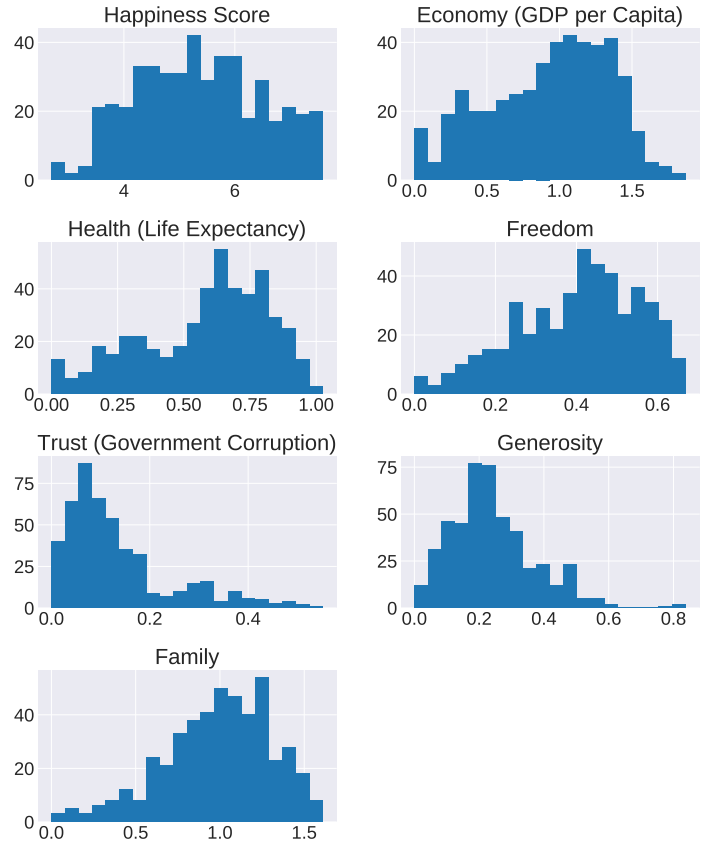 Happiness Score
40
20
0
4 6
Economy (GDP per Capita)
40
20
0
0.0 0.5 1.0 1.5
Health (Life Expectancy)
40
20
0
0.00 0.25 0.50 0.75 1.00
Freedom
40
20
0
0.0 0.2 0.4 0.6
Trust (Government Corruption)
75
50
25
0
0.0 0.2 0.4
Generosity
75
50
25
0
0.0 0.2 0.4 0.6 0.8
Family
40
20
0
0.0 0.5 1.0 1.5